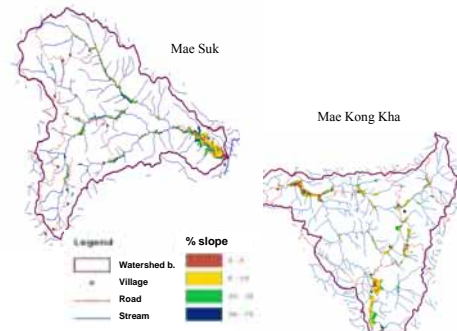 Mae Suk
Mae Kong Kha
Legend
% slope
Watershed b.
Village
Road
Stream